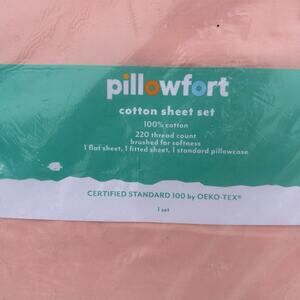 pillowfort
cotton sheet set
100% cotton
220 thread count
brushed for softness
1 flat sheet, 1 fitted sheet, 1 standard pillowcase
CERTIFIED STANDARD 100 by OEKO-TEX®
1 set